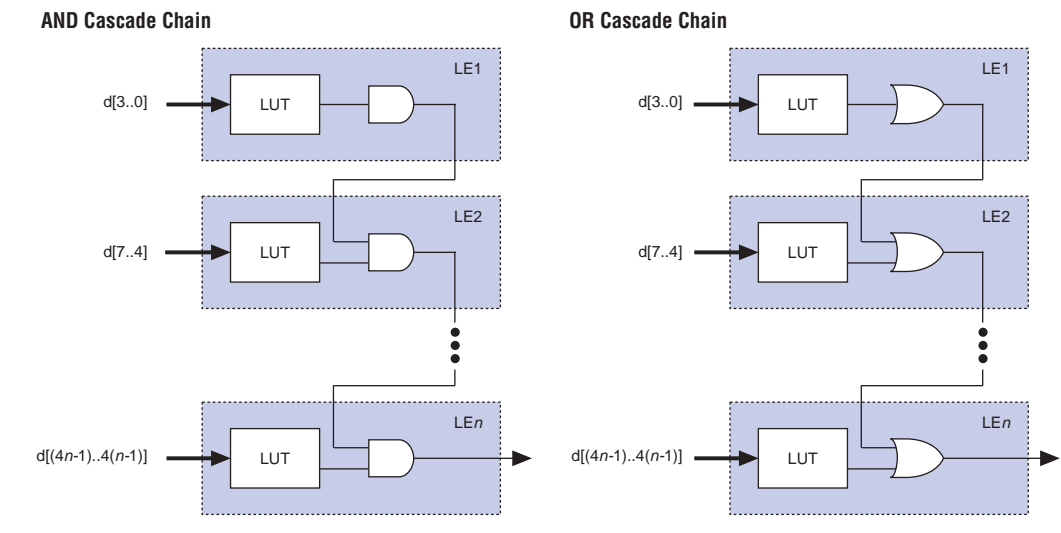 AND Cascade Chain
LE1
d[3..0]
LUT
LE2
d[7..4]
LUT
LEn
d[(4n-1)..4(n-1)]
LUT
OR Cascade Chain
LE1
d[3..0]
LUT
LE2
d[7..4]
LUT
LEn
d[(4n-1)..4(n-1)]
LUT